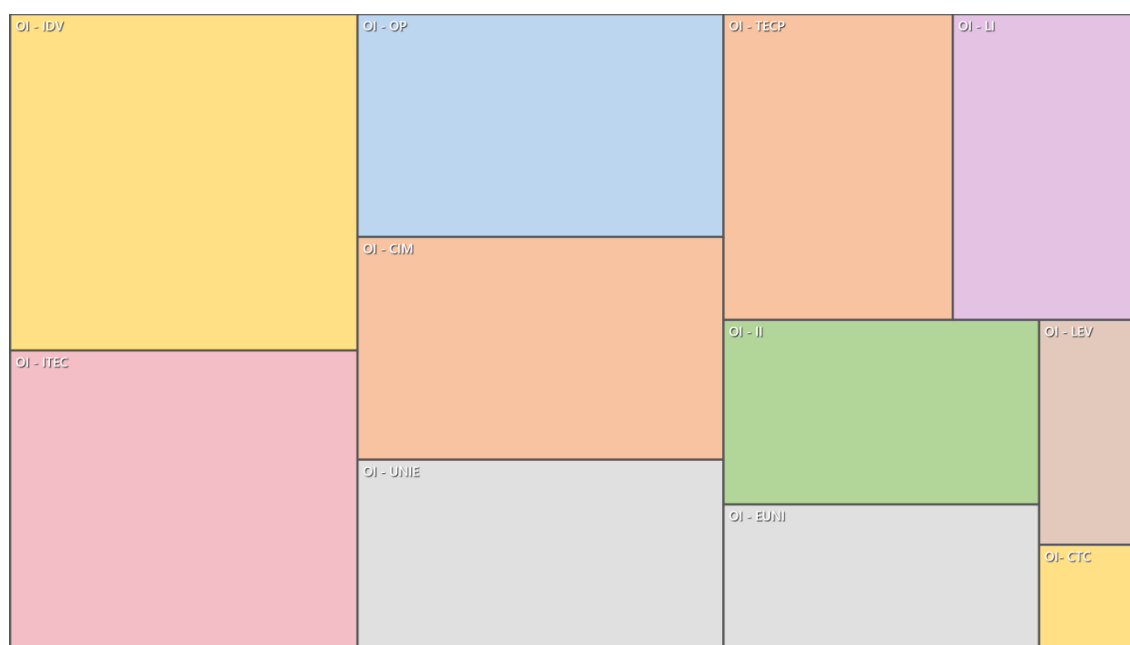 OI - IDV
OI - OP
OI - TECP
OI - LI
OI - CIM
OI - II
OI - LEV
OI - ITEC
OI - UNIE
OI - EUNI
OI- CTC